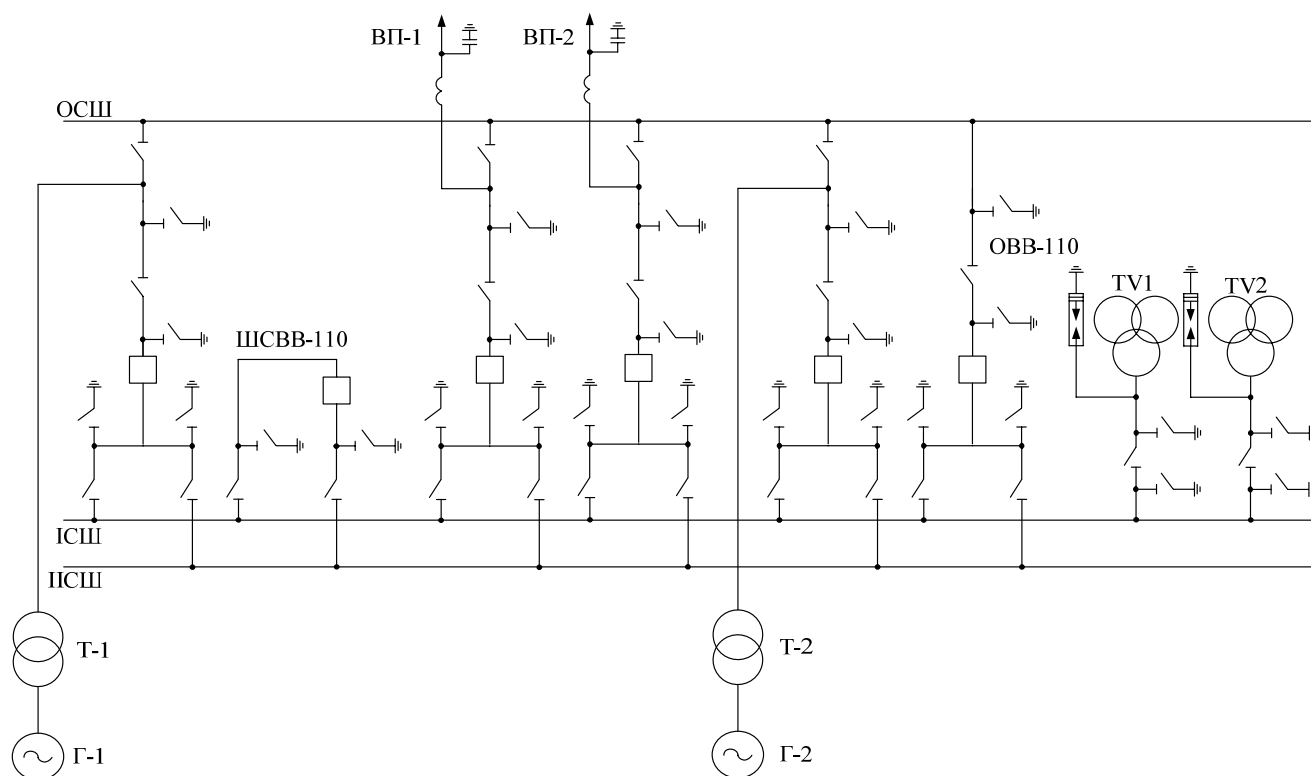 ВП-1
ВП-2
ОСШ
ОВВ-110
TV1
TV2
ШСВВ-110
IСШ
IIСШ
Т-1
Т-2
Г-1
Г-2